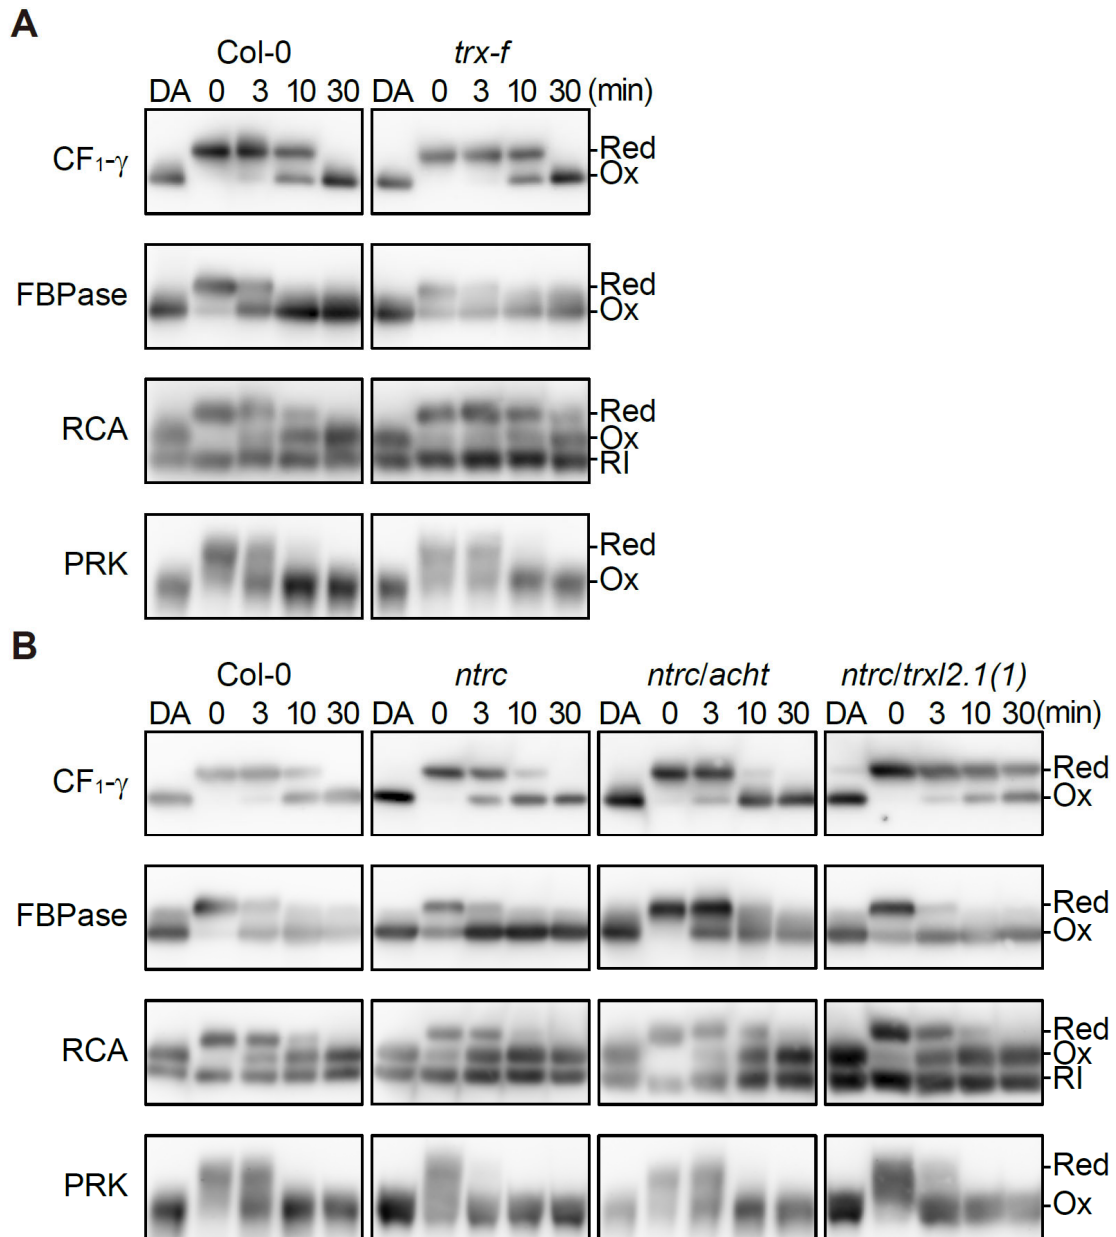 A
Col-0 trx-f
DA 0 3 10 30 DA 0 3 10 30 (min)
CF₁-γ -Red
-Ox
FBPase -Red
-Ox
RCA -Red
-Ox
-RI
PRK -Red
-Ox
B
Col-0 ntrc ntrc/acht ntrc/trxl2.1(1)
DA 0 3 10 30 DA 0 3 10 30 DA 0 3 10 30 DA 0 3 10 30(min)
CF₁-γ -Red
-Ox
FBPase -Red
-Ox
RCA -Red
-Ox
-RI
PRK -Red
-Ox